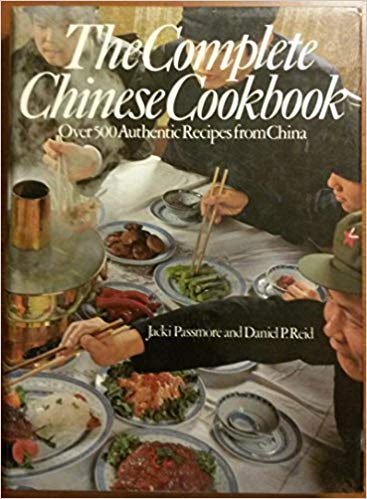 The Complete
Chinese Cookbook
Over 500 Authentic Recipes from China
Jacki Passmore and Daniel P. Reid